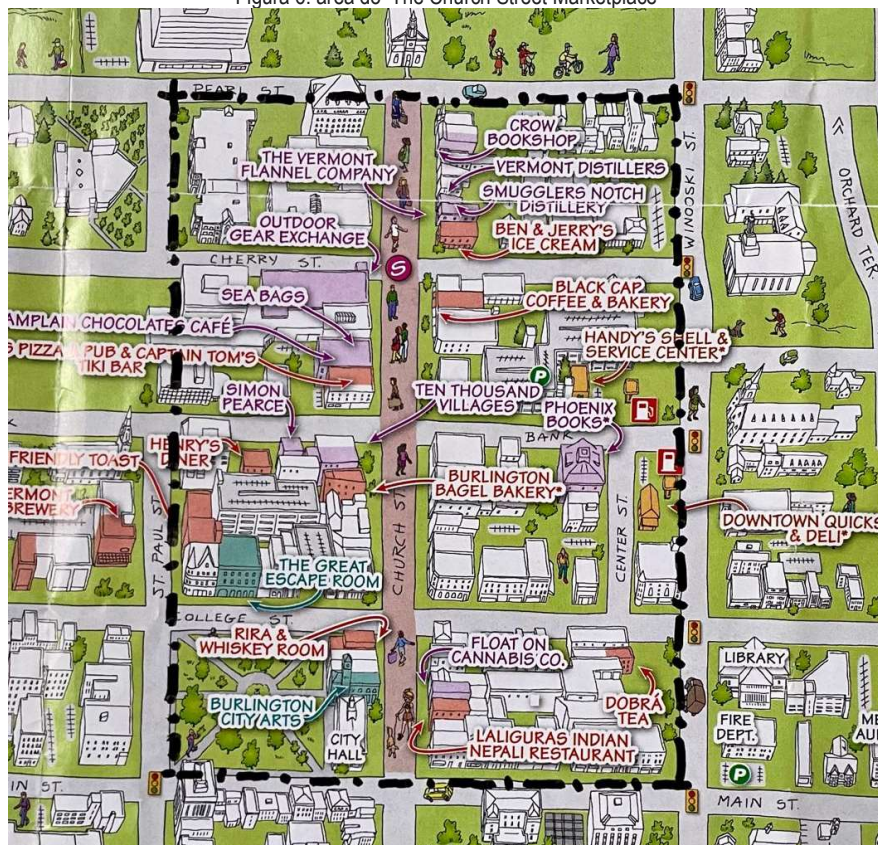 Figura 6: área do "The Church Street Marketplace"
PEARL ST.
CROW
BOOKSHOP
THE VERMONT
FLANNEL COMPANY
VERMONT DISTILLERS
SMUGGLERS NOTCH
DISTILLERY
WINOOSKI ST.
ORCHARD TER.
OUTDOOR
GEAR EXCHANGE
BEN & JERRY'S
ICE CREAM
CHERRY ST.
S
SEA BAGS
BLACK CAP
COFFEE & BAKERY
AMPLAIN CHOCOLATES CAFÉ
HANDY'S SHELL &
SERVICE CENTER*
S PIZZA PUB & CAPTAIN TOM'S
TIKI BAR
P
SIMON
PEARCE
TEN THOUSAND
VILLAGES
PHOENIX
BOOKS*
K
BANK
HENRY'S
DINER
FRIENDLY TOAST
BURLINGTON
BAGEL BAKERY*
ERMONT
BREWERY
ST. PAUL ST.
CHURCH ST.
CENTER ST.
DOWNTOWN QUICKS
& DELI*
THE GREAT
ESCAPE ROOM
COLLEGE ST.
RIRA &
WHISKEY ROOM
FLOAT ON
CANNABIS CO.
LIBRARY
BURLINGTON
CITY ARTS
DOBRÁ
TEA
CITY
HALL
LALIGURAS INDIAN
NEPALI RESTAURANT
FIRE
DEPT.
ME
AU
P
IN ST.
MAIN ST.